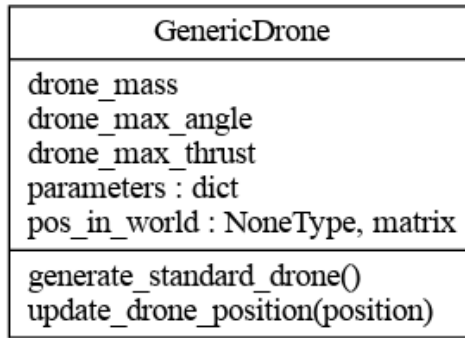 GenericDrone
drone_mass
drone_max_angle
drone_max_thrust
parameters : dict
pos_in_world : NoneType, matrix
generate_standard_drone()
update_drone_position(position)